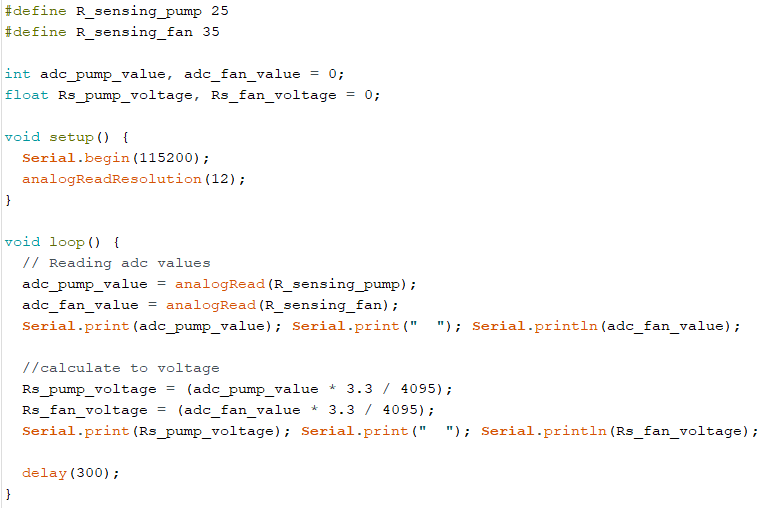 #define R_sensing_pump 25
#define R_sensing_fan 35

int adc_pump_value, adc_fan_value = 0;
float Rs_pump_voltage, Rs_fan_voltage = 0;

void setup() {
  Serial.begin(115200);
  analogReadResolution(12);
}

void loop() {
  // Reading adc values
  adc_pump_value = analogRead(R_sensing_pump);
  adc_fan_value = analogRead(R_sensing_fan);
  Serial.print(adc_pump_value); Serial.print("  "); Serial.println(adc_fan_value);

  //calculate to voltage
  Rs_pump_voltage = (adc_pump_value * 3.3 / 4095);
  Rs_fan_voltage = (adc_fan_value * 3.3 / 4095);
  Serial.print(Rs_pump_voltage); Serial.print("  "); Serial.println(Rs_fan_voltage);

  delay(300);
}